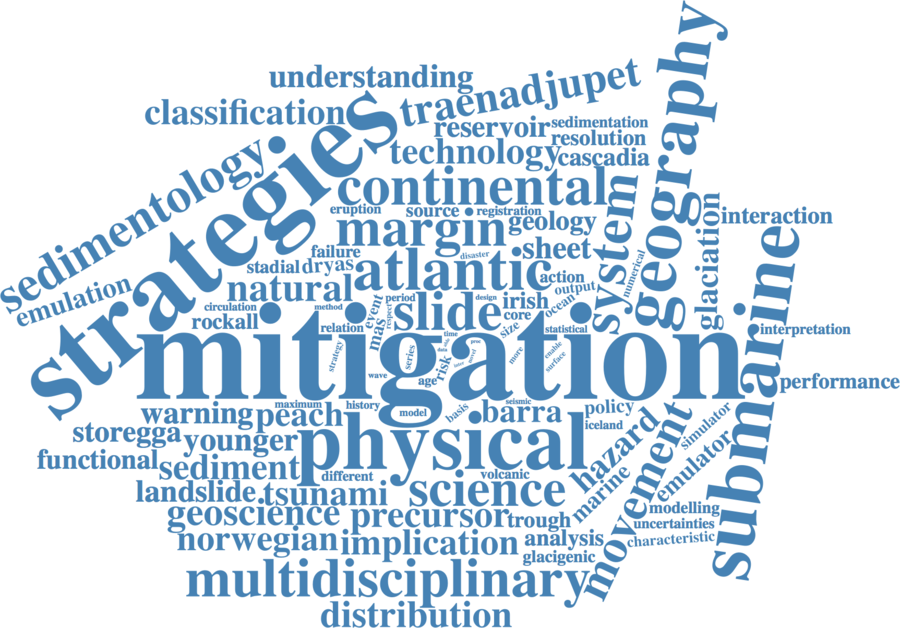 understanding
classification
traenadjupet
geography
reservoir
sedimentation
resolution
technology
cascadia
strategies
sedimentology
continental
system
glaciation
interaction
eruption
source
registration
geology
margin
sheet
submarine
failure
disaster
numerical
stadial
dryas
atlantic
action
emulation
natural
output
ocean
circulation
method
event
respect
period
slide
design
irish
core
size
rockall
relation
mas
time
statistical
interpretation
mitigation
strategy
series
data
risk
more
enable
surface
wave
age
performance
maximum
history
model
basis
seismic
warning
peach
barra
policy
iceland
storegga
younger
physical
hazard
movement
simulator
emulator
functional
sediment
different
volcanic
marine
landslide
tsunami
science
modelling
geoscience
precursor
trough
uncertainties
norwegian
implication
analysis
characteristic
glacigenic
multidisciplinary
distribution